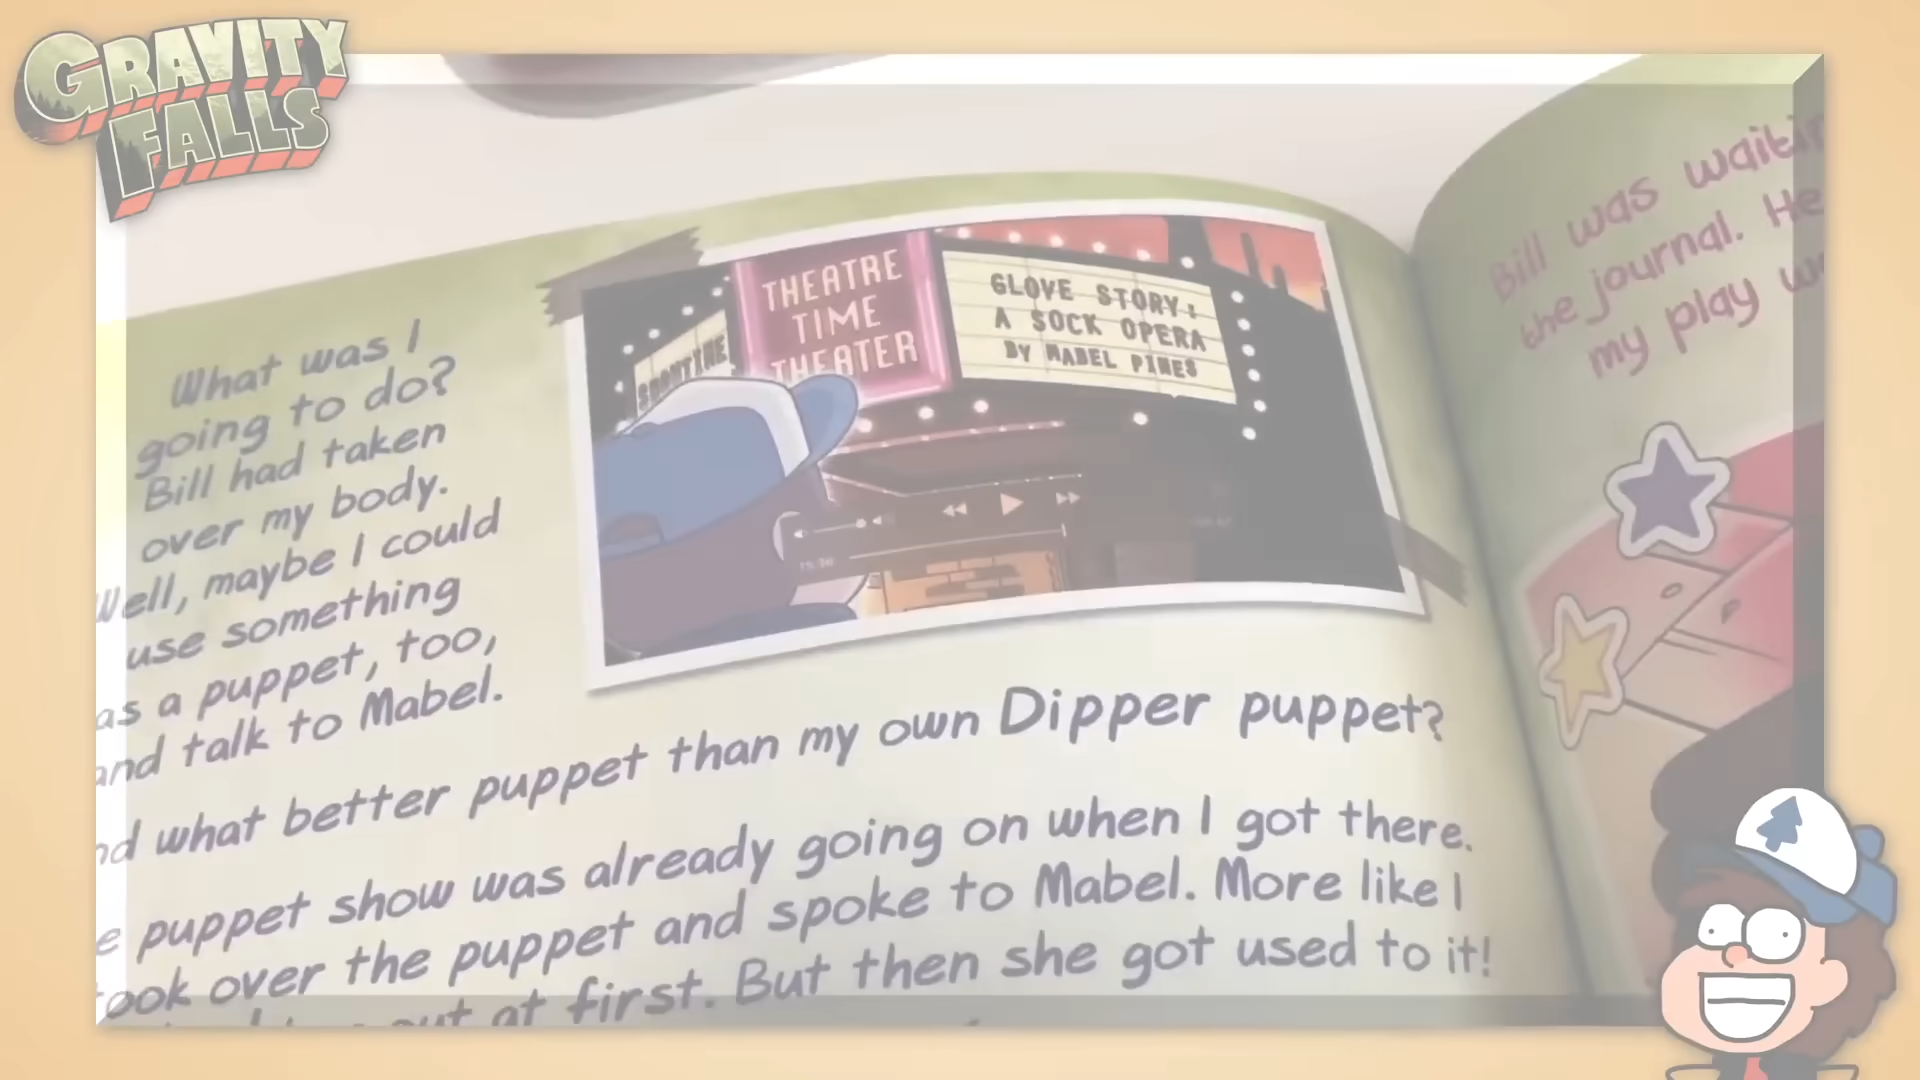 GRAVITY
FALLS
What was I
going to do?
Bill had taken
over my body.
Well, maybe I could
use something
as a puppet, too,
and talk to Mabel.
THEATRE
TIME
THEATER
GLOVE STORY:
A SOCK OPERA
BY MABEL PINES
what better puppet than my own Dipper puppet?
puppet show was already going on when I got there.
took over the puppet and spoke to Mabel. More like I
out at first. But then she got used to it!
Bill was
the journal. He
my play